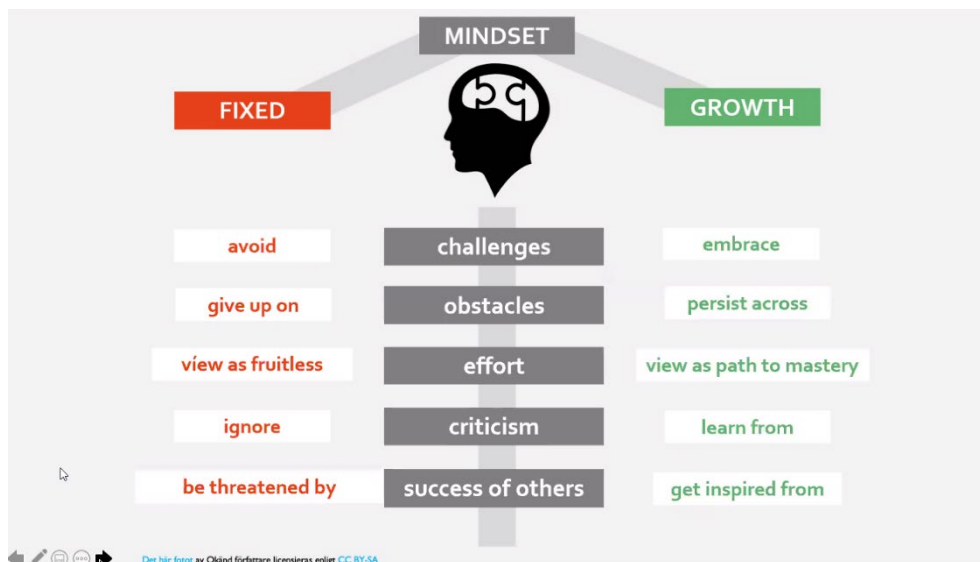 MINDSET
FIXED
GROWTH
avoid
challenges
embrace
give up on
obstacles
persist across
víew as fruitless
effort
view as path to mastery
ignore
criticism
learn from
be threatened by
success of others
get inspired from
Det här fotot av Okänd författare licensieras enligt CC BY-SA